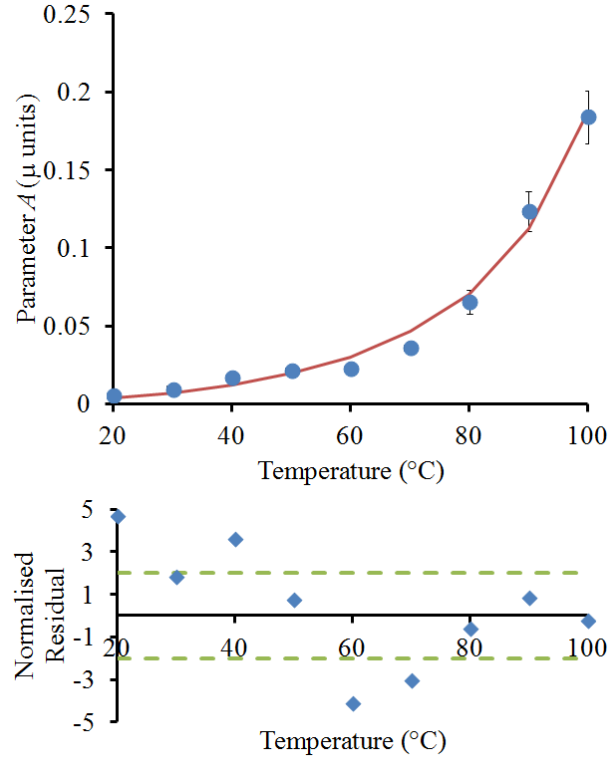 0.25
0.2
0.15
0.1
0.05
0
Parameter A (μ units)
20 40 60 80 100
Temperature (°C)
5
3
1
-1
-3
-5
Normalised
Residual
20 40 60 80 100
Temperature (°C)